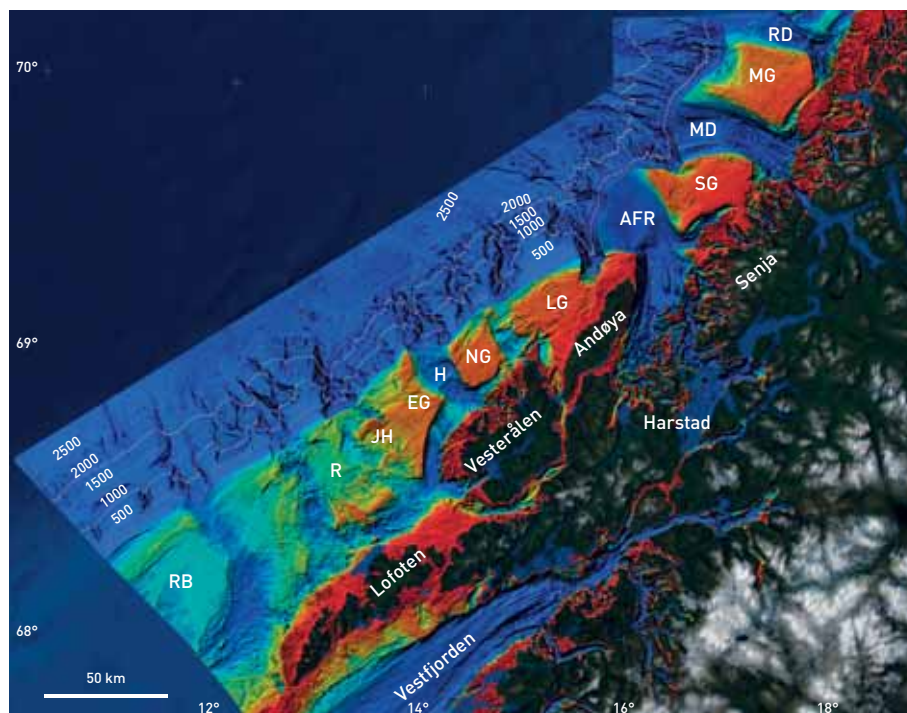 RD
70°
MG
MD
SG
2500
2000
1500
1000
500
AFR
Senja
LG
Andøya
69°
NG
H
EG
JH
Harstad
Vesterålen
R
2500
2000
1500
1000
500
Lofoten
RB
68°
Vestfjorden
50 km
12°
14°
16°
18°